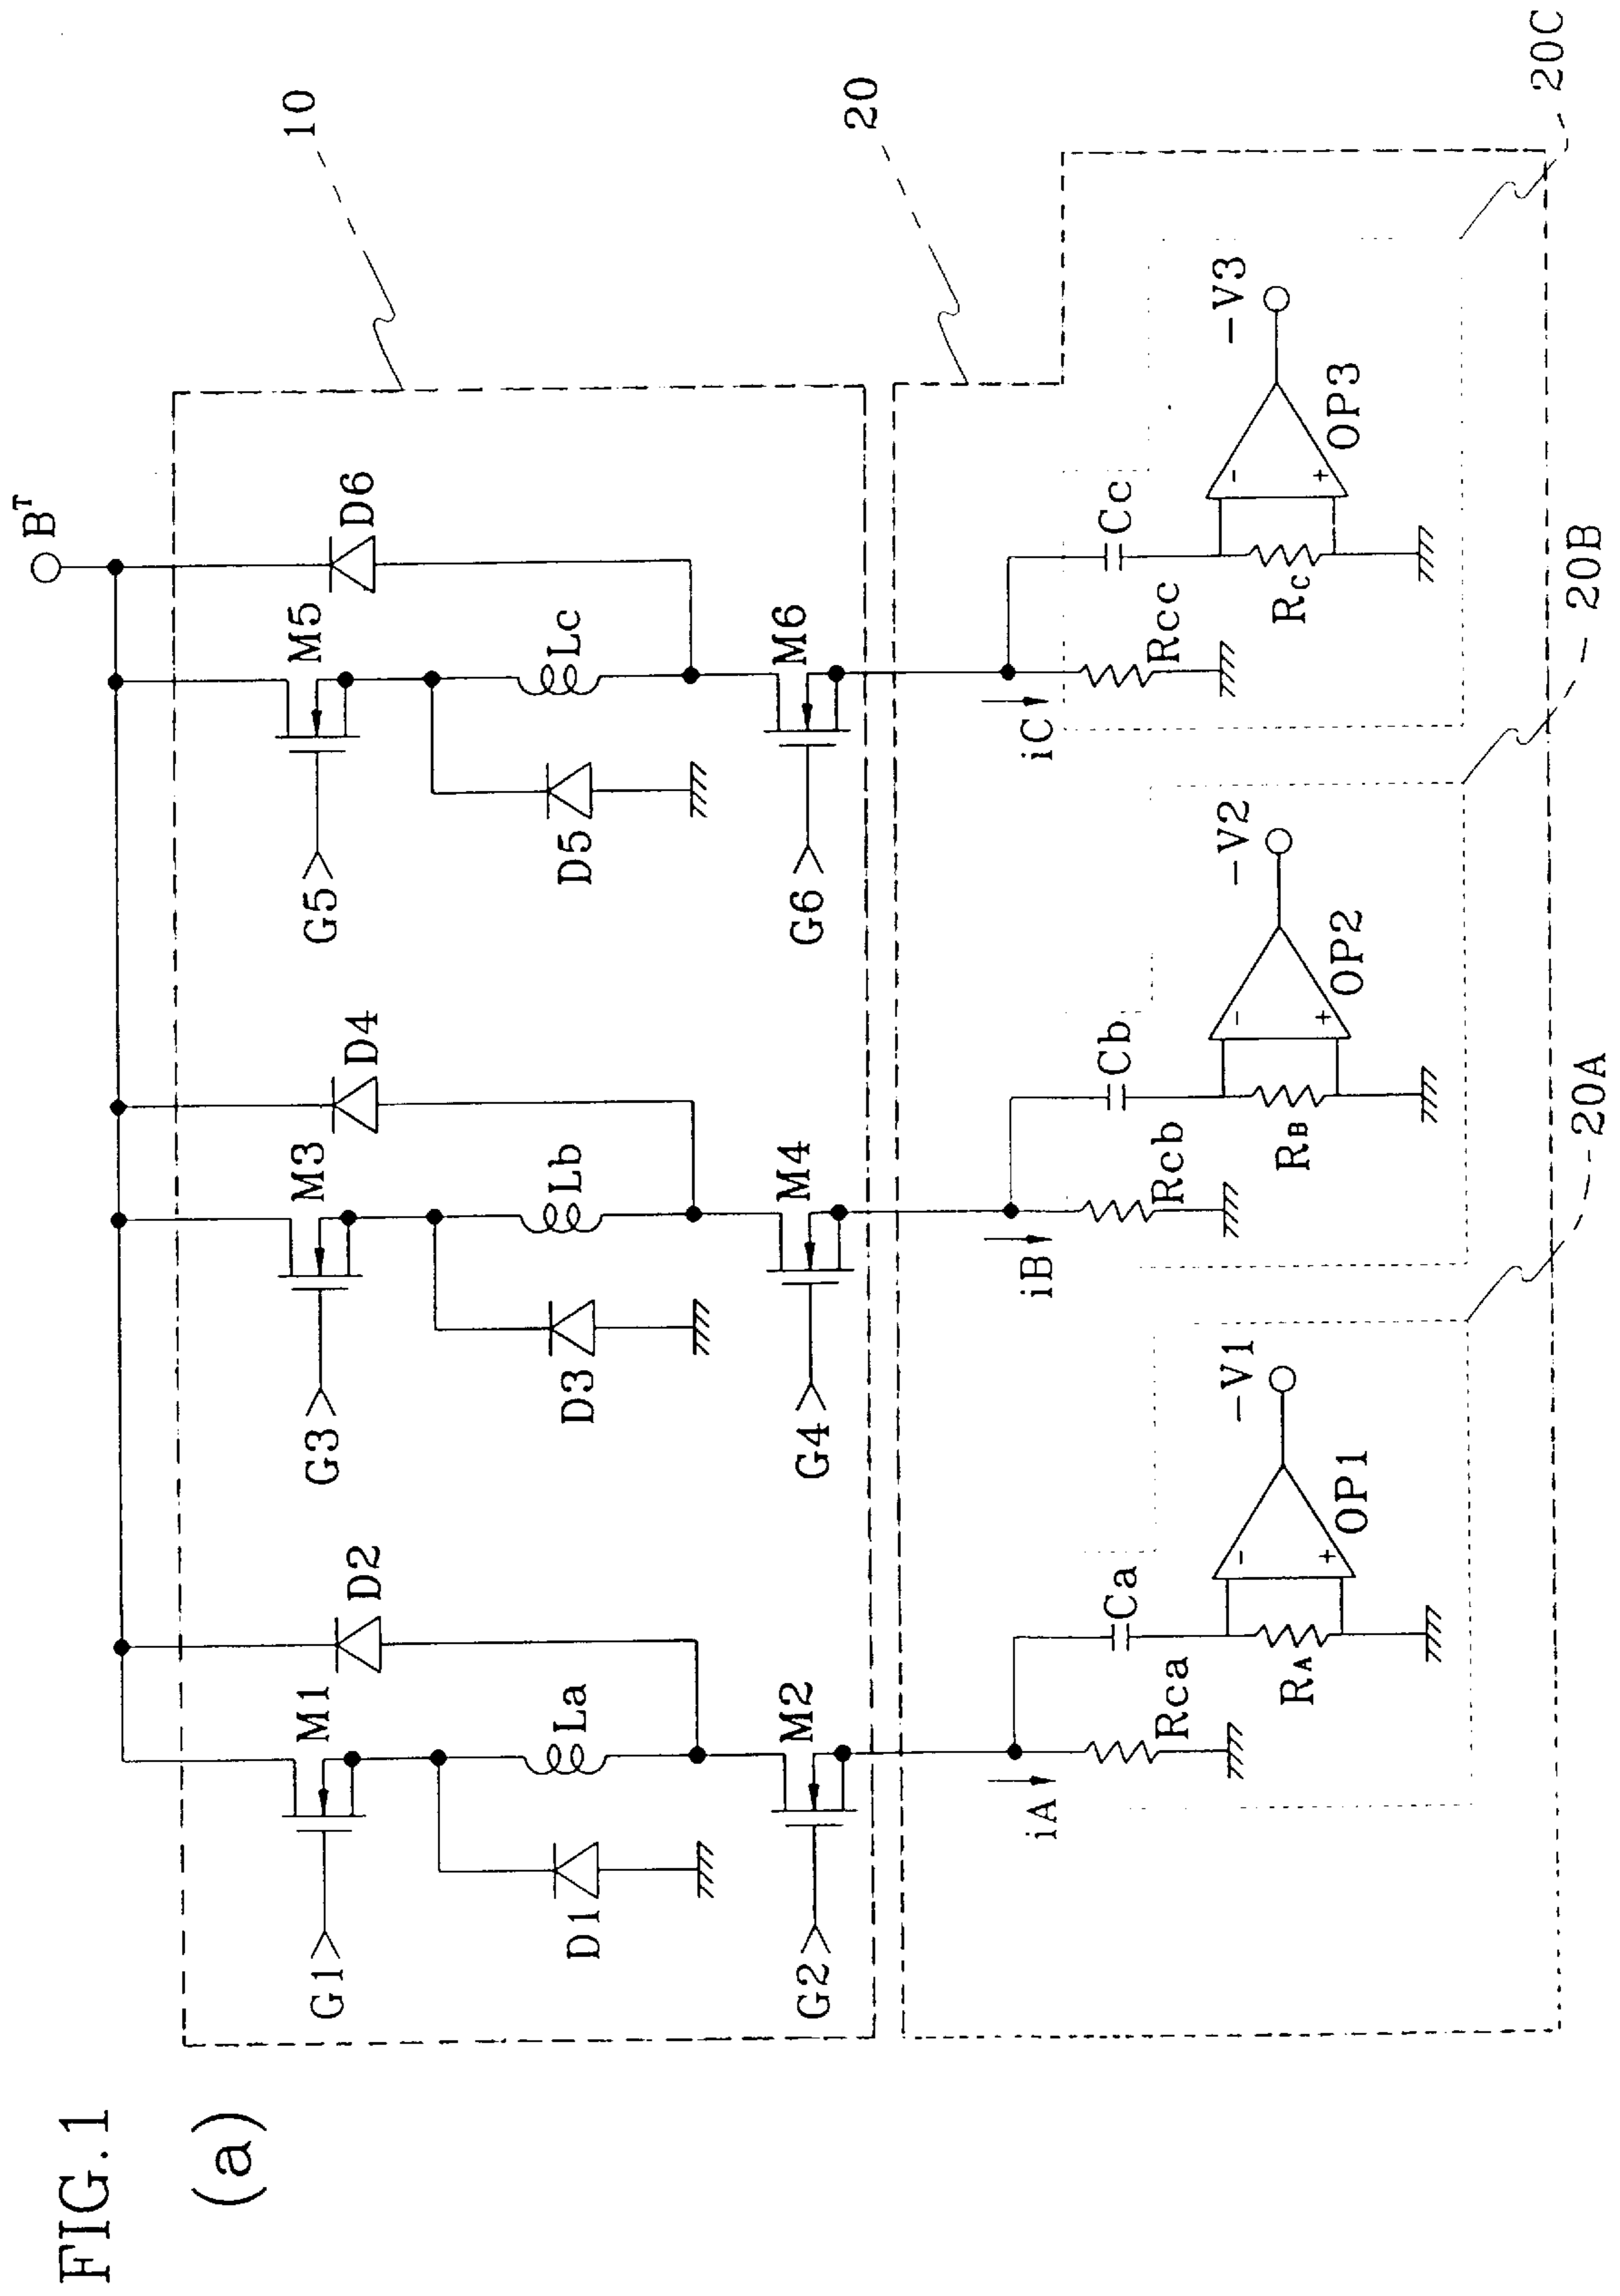 FIG.1
(a)
Bᵀ
10
M1
D2
M3
D4
M5
D6
G1
G3
G5
La
Lb
Lc
D1
D3
D5
M2
M4
M6
G2
G4
G6
20
iA
iB
iC
Ca
Cb
Cc
Rca
Rcb
Rcc
-V1
-V2
-V3
- 
-
-
RA
RB
RC
+
+
+
OP1
OP2
OP3
20A
20B
20C